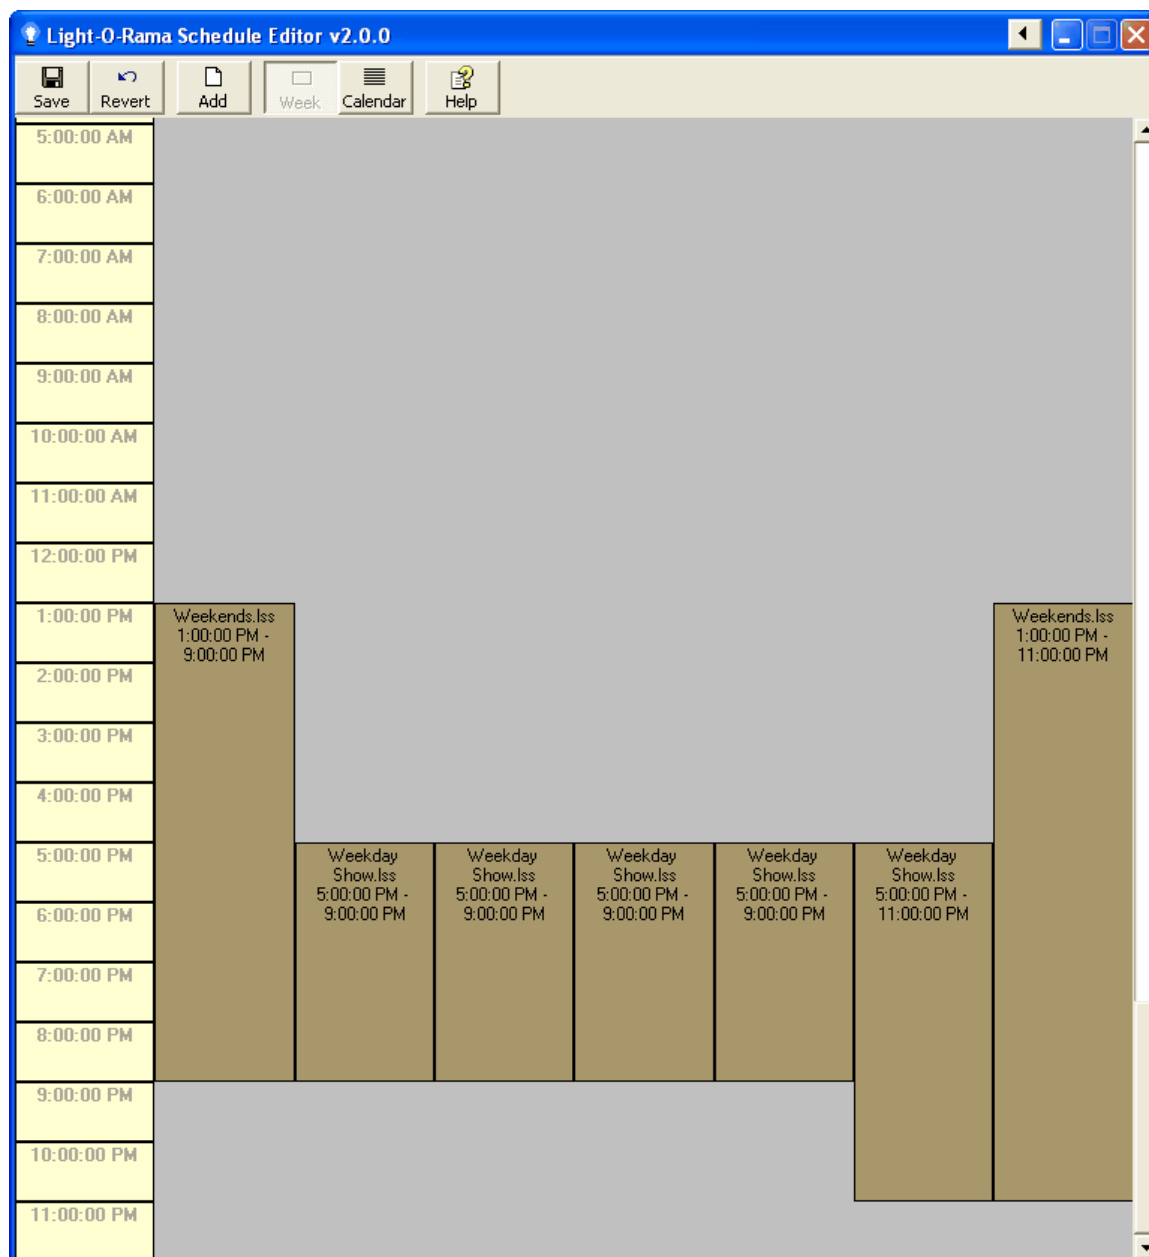 Light-O-Rama Schedule Editor v2.0.0
Save Revert Add Week Calendar Help
5:00:00 AM
6:00:00 AM
7:00:00 AM
8:00:00 AM
9:00:00 AM
10:00:00 AM
11:00:00 AM
12:00:00 PM
1:00:00 PM
2:00:00 PM
3:00:00 PM
4:00:00 PM
5:00:00 PM
6:00:00 PM
7:00:00 PM
8:00:00 PM
9:00:00 PM
10:00:00 PM
11:00:00 PM
Weekends.lss
1:00:00 PM -
9:00:00 PM
Weekday
Show.lss
5:00:00 PM -
9:00:00 PM
Weekday
Show.lss
5:00:00 PM -
9:00:00 PM
Weekday
Show.lss
5:00:00 PM -
9:00:00 PM
Weekday
Show.lss
5:00:00 PM -
9:00:00 PM
Weekday
Show.lss
5:00:00 PM -
11:00:00 PM
Weekends.lss
1:00:00 PM -
11:00:00 PM